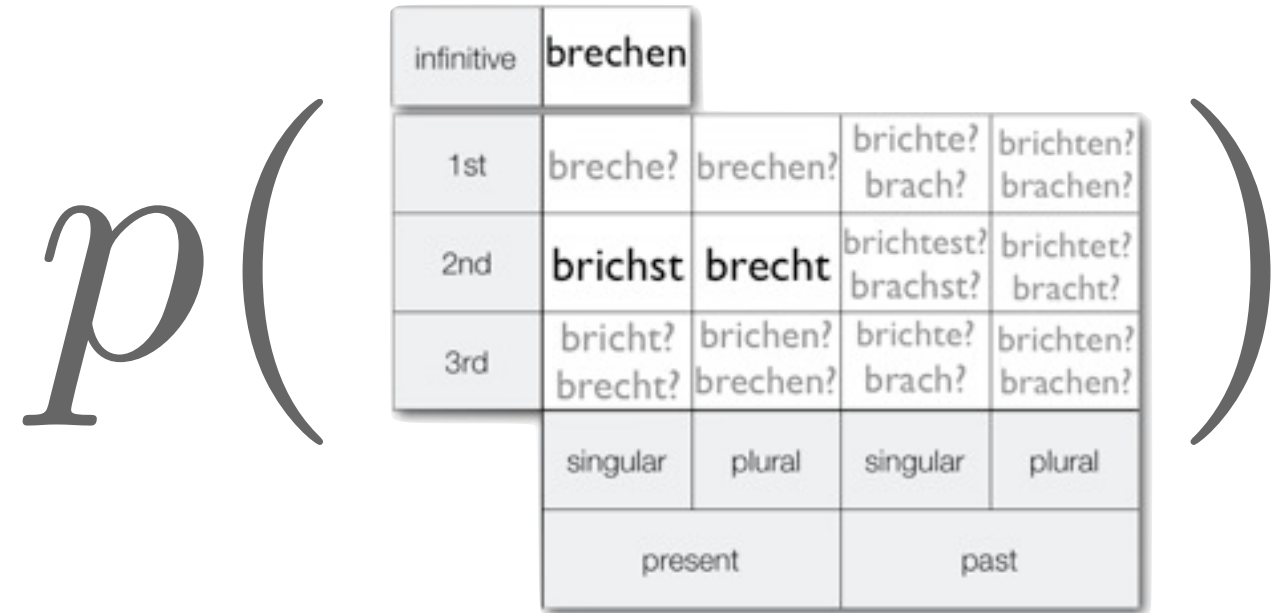 p(
infinitive brechen
1st breche? brechen? brichte? brichten?
brach? brachen?
2nd brichst brecht brichtest? brichtet?
brachst? bracht?
3rd bricht? brichen? brichte? brichten?
brecht? brechen? brach? brachen?
singular plural singular plural
present past
)